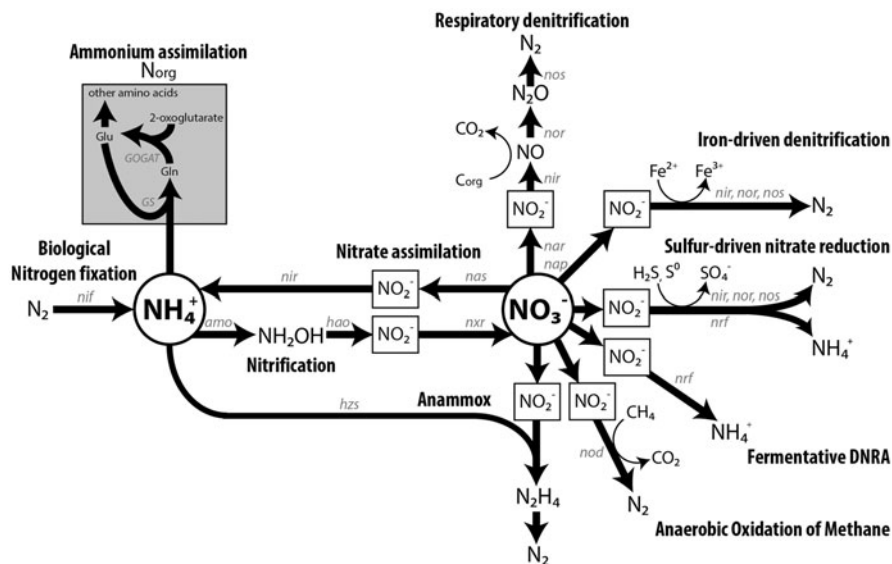 Respiratory denitrification
N₂
nos
N₂O
nor
CO₂
NO
Corg
nir
NO₂⁻
nar
nap
Ammonium assimilation
Norg
other amino acids
2-oxoglutarate
Glu
GOGAT
Gln
GS
Iron-driven denitrification
Fe²⁺
Fe³⁺
NO₂⁻
nir, nor, nos
N₂
Biological
Nitrogen fixation
N₂
nif
NH₄⁺
Nitrate assimilation
nir
NO₂⁻
nas
NO₃⁻
Sulfur-driven nitrate reduction
H₂S, S⁰
SO₄⁻
N₂
NO₂⁻
nir, nor, nos
nrf
NH₄⁺
amo
NH₂OH
hao
NO₂⁻
nxr
Nitrification
NO₂⁻
nrf
NH₄⁺
Fermentative DNRA
hzs
Anammox
NO₂⁻
N₂H₄
N₂
NO₂⁻
CH₄
nod
CO₂
N₂
Anaerobic Oxidation of Methane